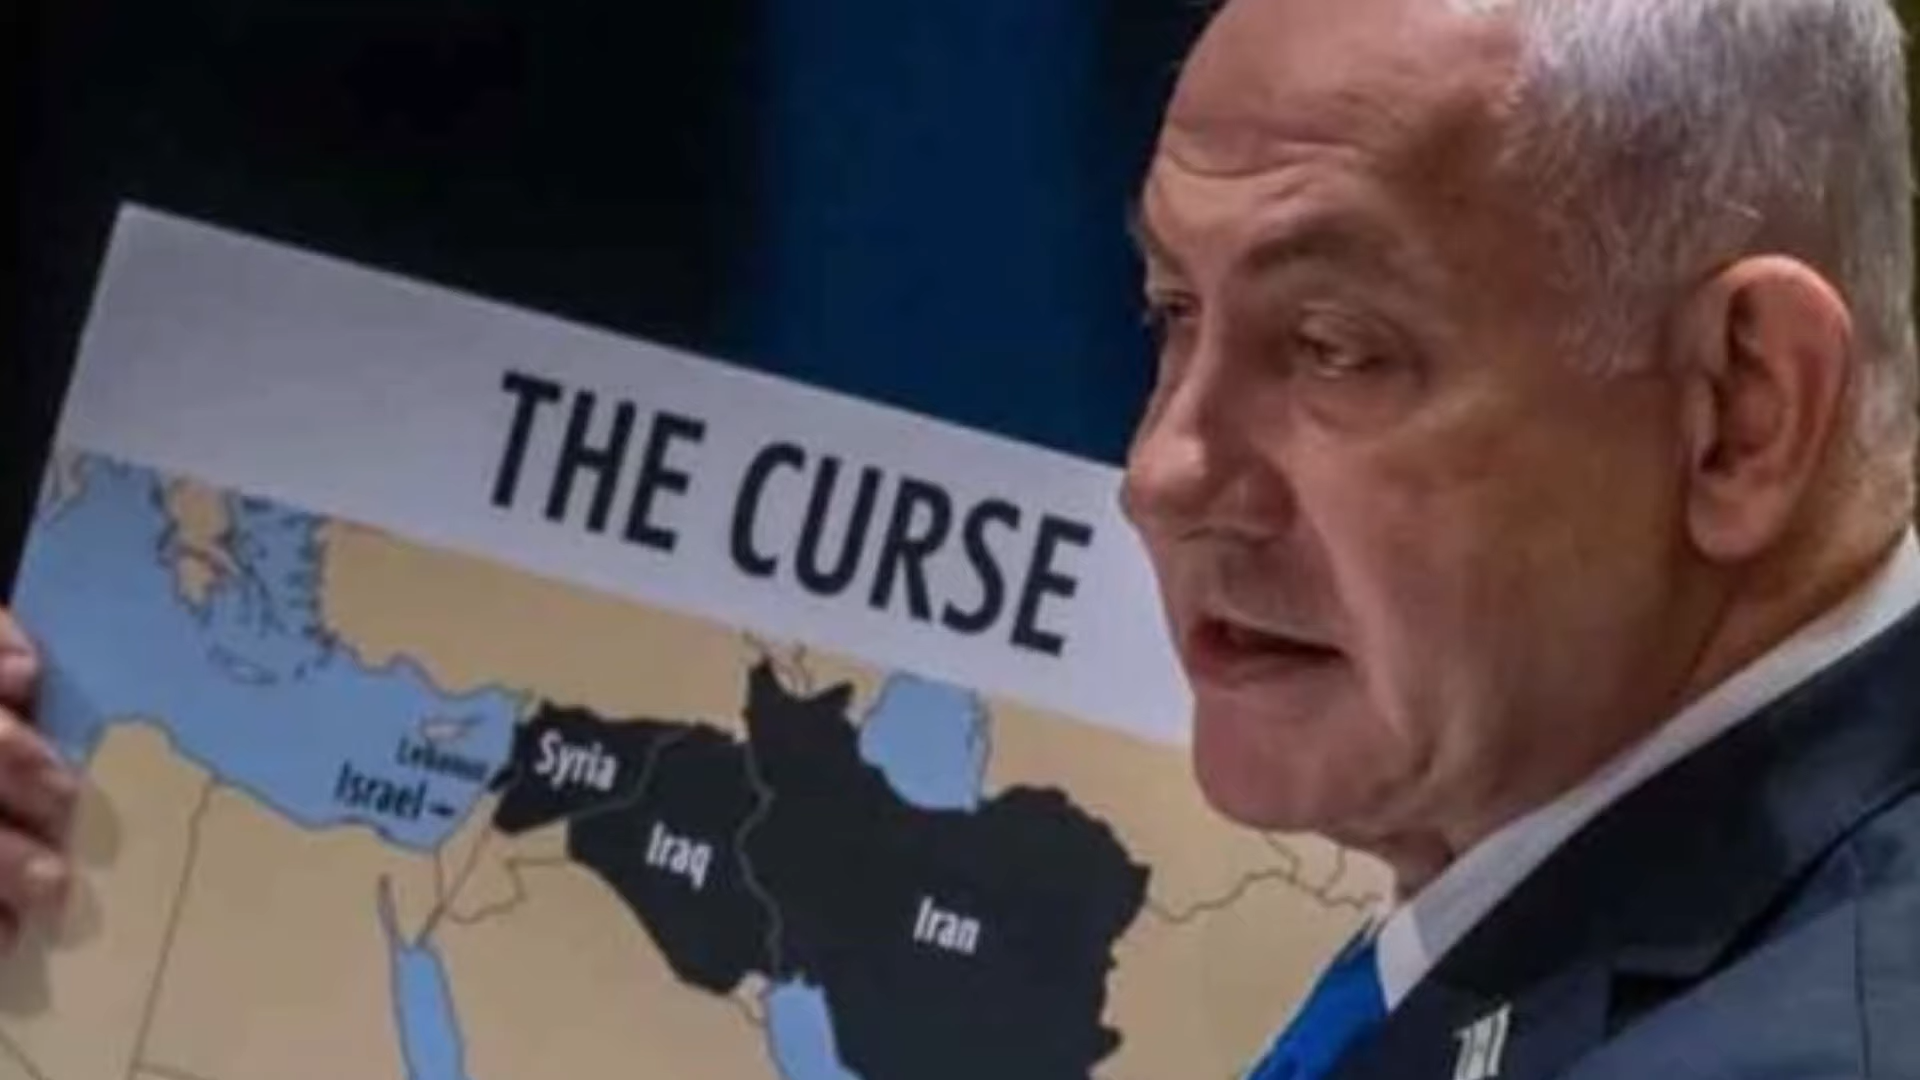 THE CURSE
Lebanon
Israel
Syria
Iraq
Iran